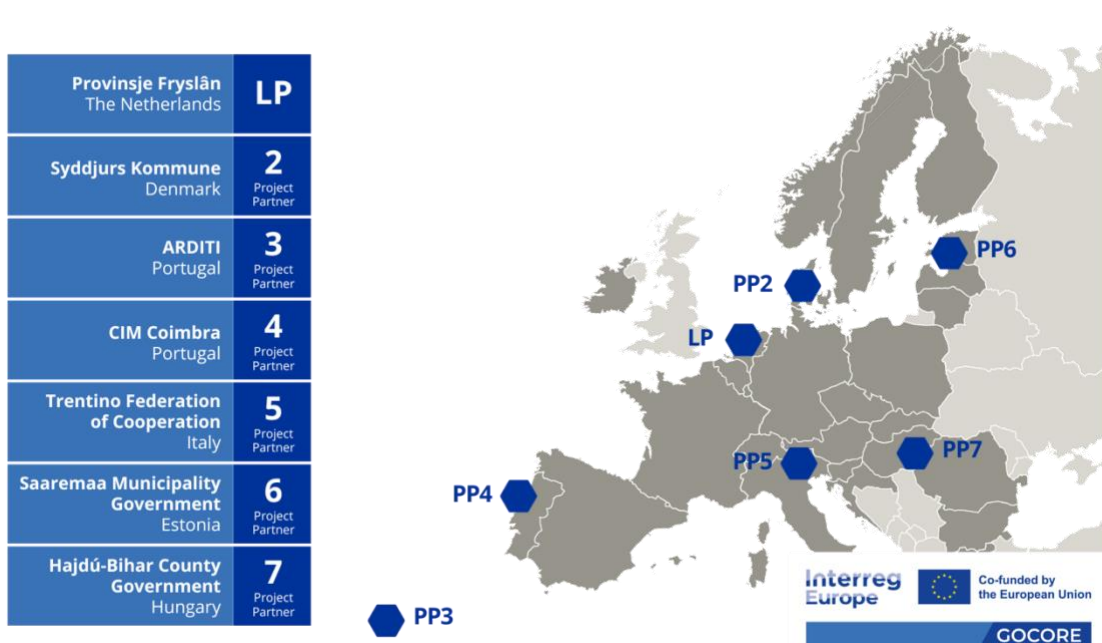 Provinsje Fryslân
The Netherlands
LP
Syddjurs Kommune
Denmark
2
Project
Partner
ARDITI
Portugal
3
Project
Partner
CIM Coimbra
Portugal
4
Project
Partner
Trentino Federation
of Cooperation
Italy
5
Project
Partner
Saaremaa Municipality
Government
Estonia
6
Project
Partner
Hajdú-Bihar County
Government
Hungary
7
Project
Partner
PP6
PP2
LP
PP7
PP5
PP4
PP3
Interreg
Europe
Co-funded by
the European Union
GOCORE